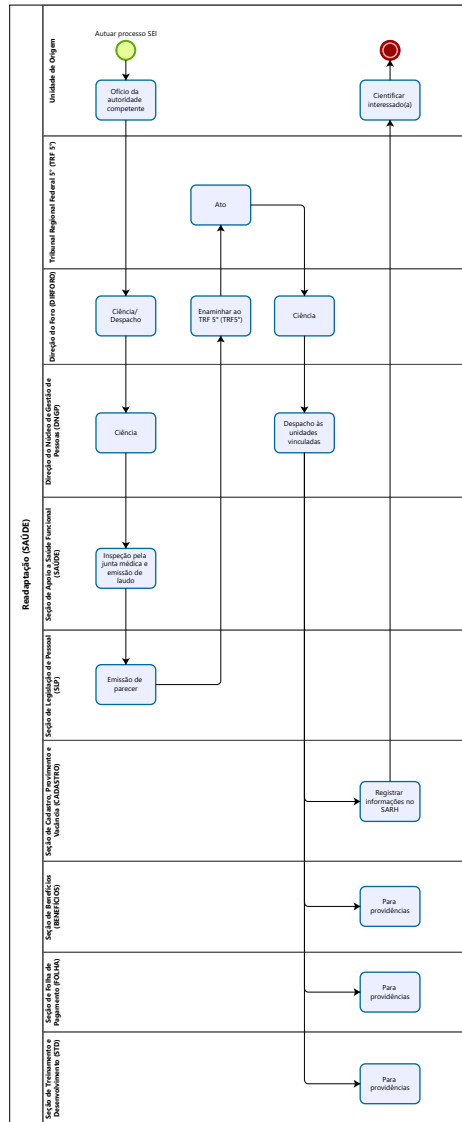 Readaptação (SAÚDE)
Unidade de Origem
Autuar processo SEI
Ofício da
autoridade
competente
Cientificar
interessado(a)
Tribunal Regional Federal 5ª (TRF 5ª)
Ato
Direção do Foro (DIRFORO)
Ciência/
Despacho
Enaminhar ao
TRF 5ª (TRF5ª)
Ciência
Direção do Núcleo de Gestão de
Pessoas (DNGP)
Ciência
Despacho às
unidades
vinculadas
Seção de Apoio a Saúde Funcional
(SAÚDE)
Inspeção pela
junta médica e
emissão de
laudo
Seção de Legislação de Pessoal
(SLP)
Emissão de
parecer
Seção de Cadastro, Provimento e
Vacância (CADASTRO)
Registrar
informações no
SARH
Seção de Benefícios
(BENEFÍCIOS)
Para
providências
Seção de Folha de
Pagamento (FOLHA)
Para
providências
Seção de Treinamento e
Desenvolvimento (STD)
Para
providências